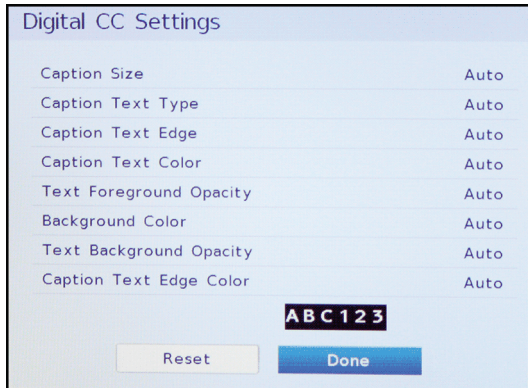 Digital CC Settings
Caption Size Auto
Caption Text Type Auto
Caption Text Edge Auto
Caption Text Color Auto
Text Foreground Opacity Auto
Background Color Auto
Text Background Opacity Auto
Caption Text Edge Color Auto
ABC123
Reset Done